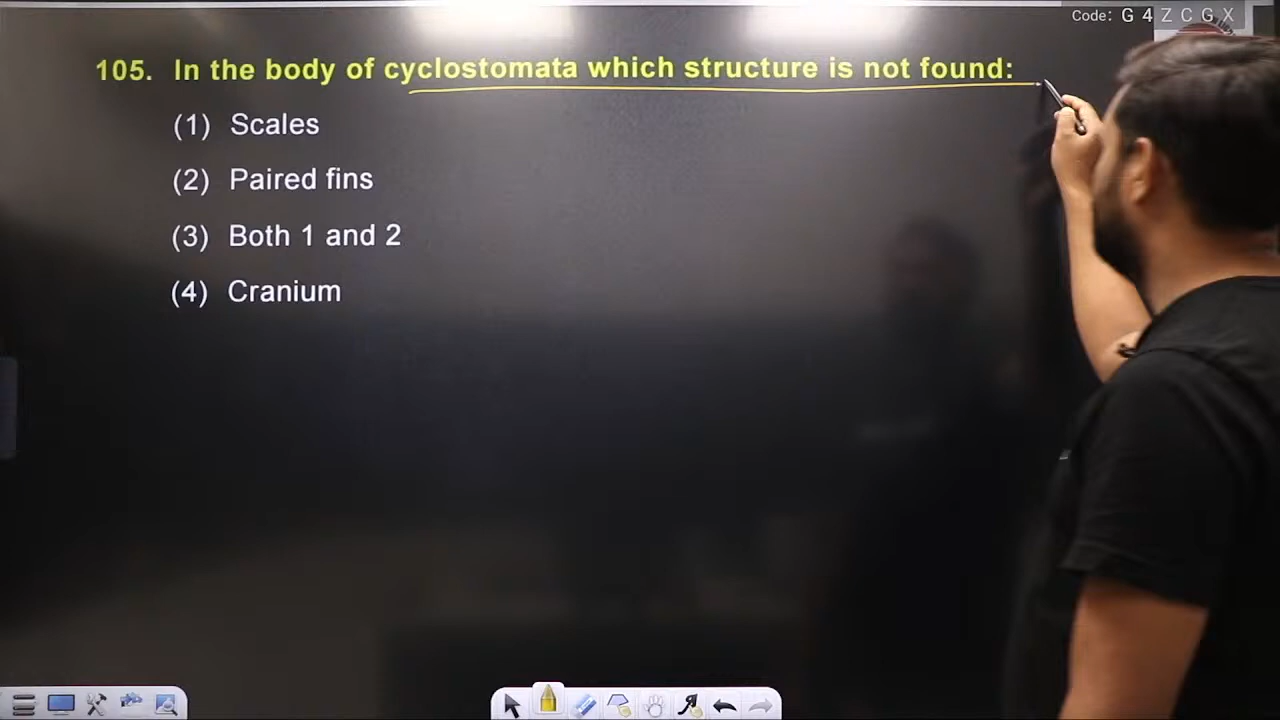 Code: G 4 Z C G X
105. In the body of cyclostomata which structure is not found:
(1) Scales
(2) Paired fins
(3) Both 1 and 2
(4) Cranium